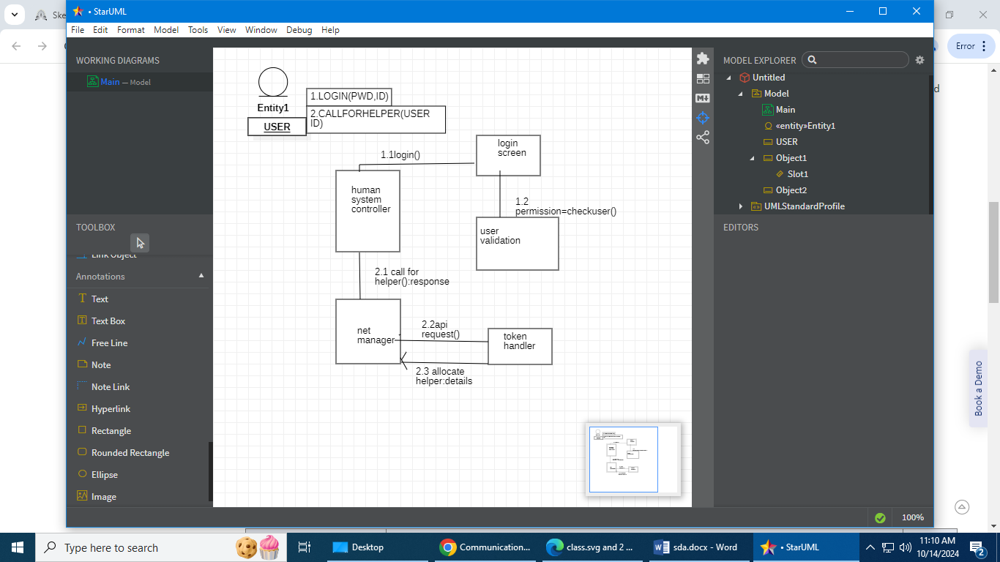 Ske
• StarUML
Error
File Edit Format Model Tools View Window Debug Help
WORKING DIAGRAMS
Main — Model
TOOLBOX
Link Object
Annotations
Text
Text Box
Free Line
Note
Note Link
Hyperlink
Rectangle
Rounded Rectangle
Ellipse
Image
Entity1
USER
1.LOGIN(PWD,ID)
2.CALLFORHELPER(USER
ID)
login
screen
1.1login()
human
system
controller
1.2
permission=checkuser()
user
validation
2.1 call for
helper():response
net
manager
2.2api
request()
token
handler
2.3 allocate
helper:details
M
MODEL EXPLORER
Untitled
Model
Main
«entity»Entity1
USER
Object1
Slot1
Object2
UMLStandardProfile
EDITORS
100%
d
Book a Demo
Type here to search
Desktop
Communication...
class.svg and 2 ...
sda.docx - Word
• StarUML
11:10 AM
10/14/2024
2